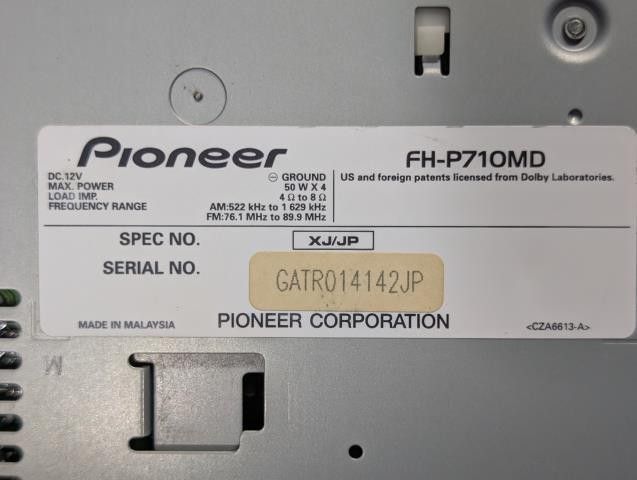 Pioneer
FH-P710MD
DC.12V ⊖ GROUND
MAX. POWER 50 W X 4
LOAD IMP. 4 Ω to 8 Ω
FREQUENCY RANGE AM:522 kHz to 1 629 kHz
FM:76.1 MHz to 89.9 MHz
US and foreign patents licensed from Dolby Laboratories.
SPEC NO. XJ/JP
SERIAL NO. GATR014142JP
MADE IN MALAYSIA PIONEER CORPORATION <CZA6613-A>
M